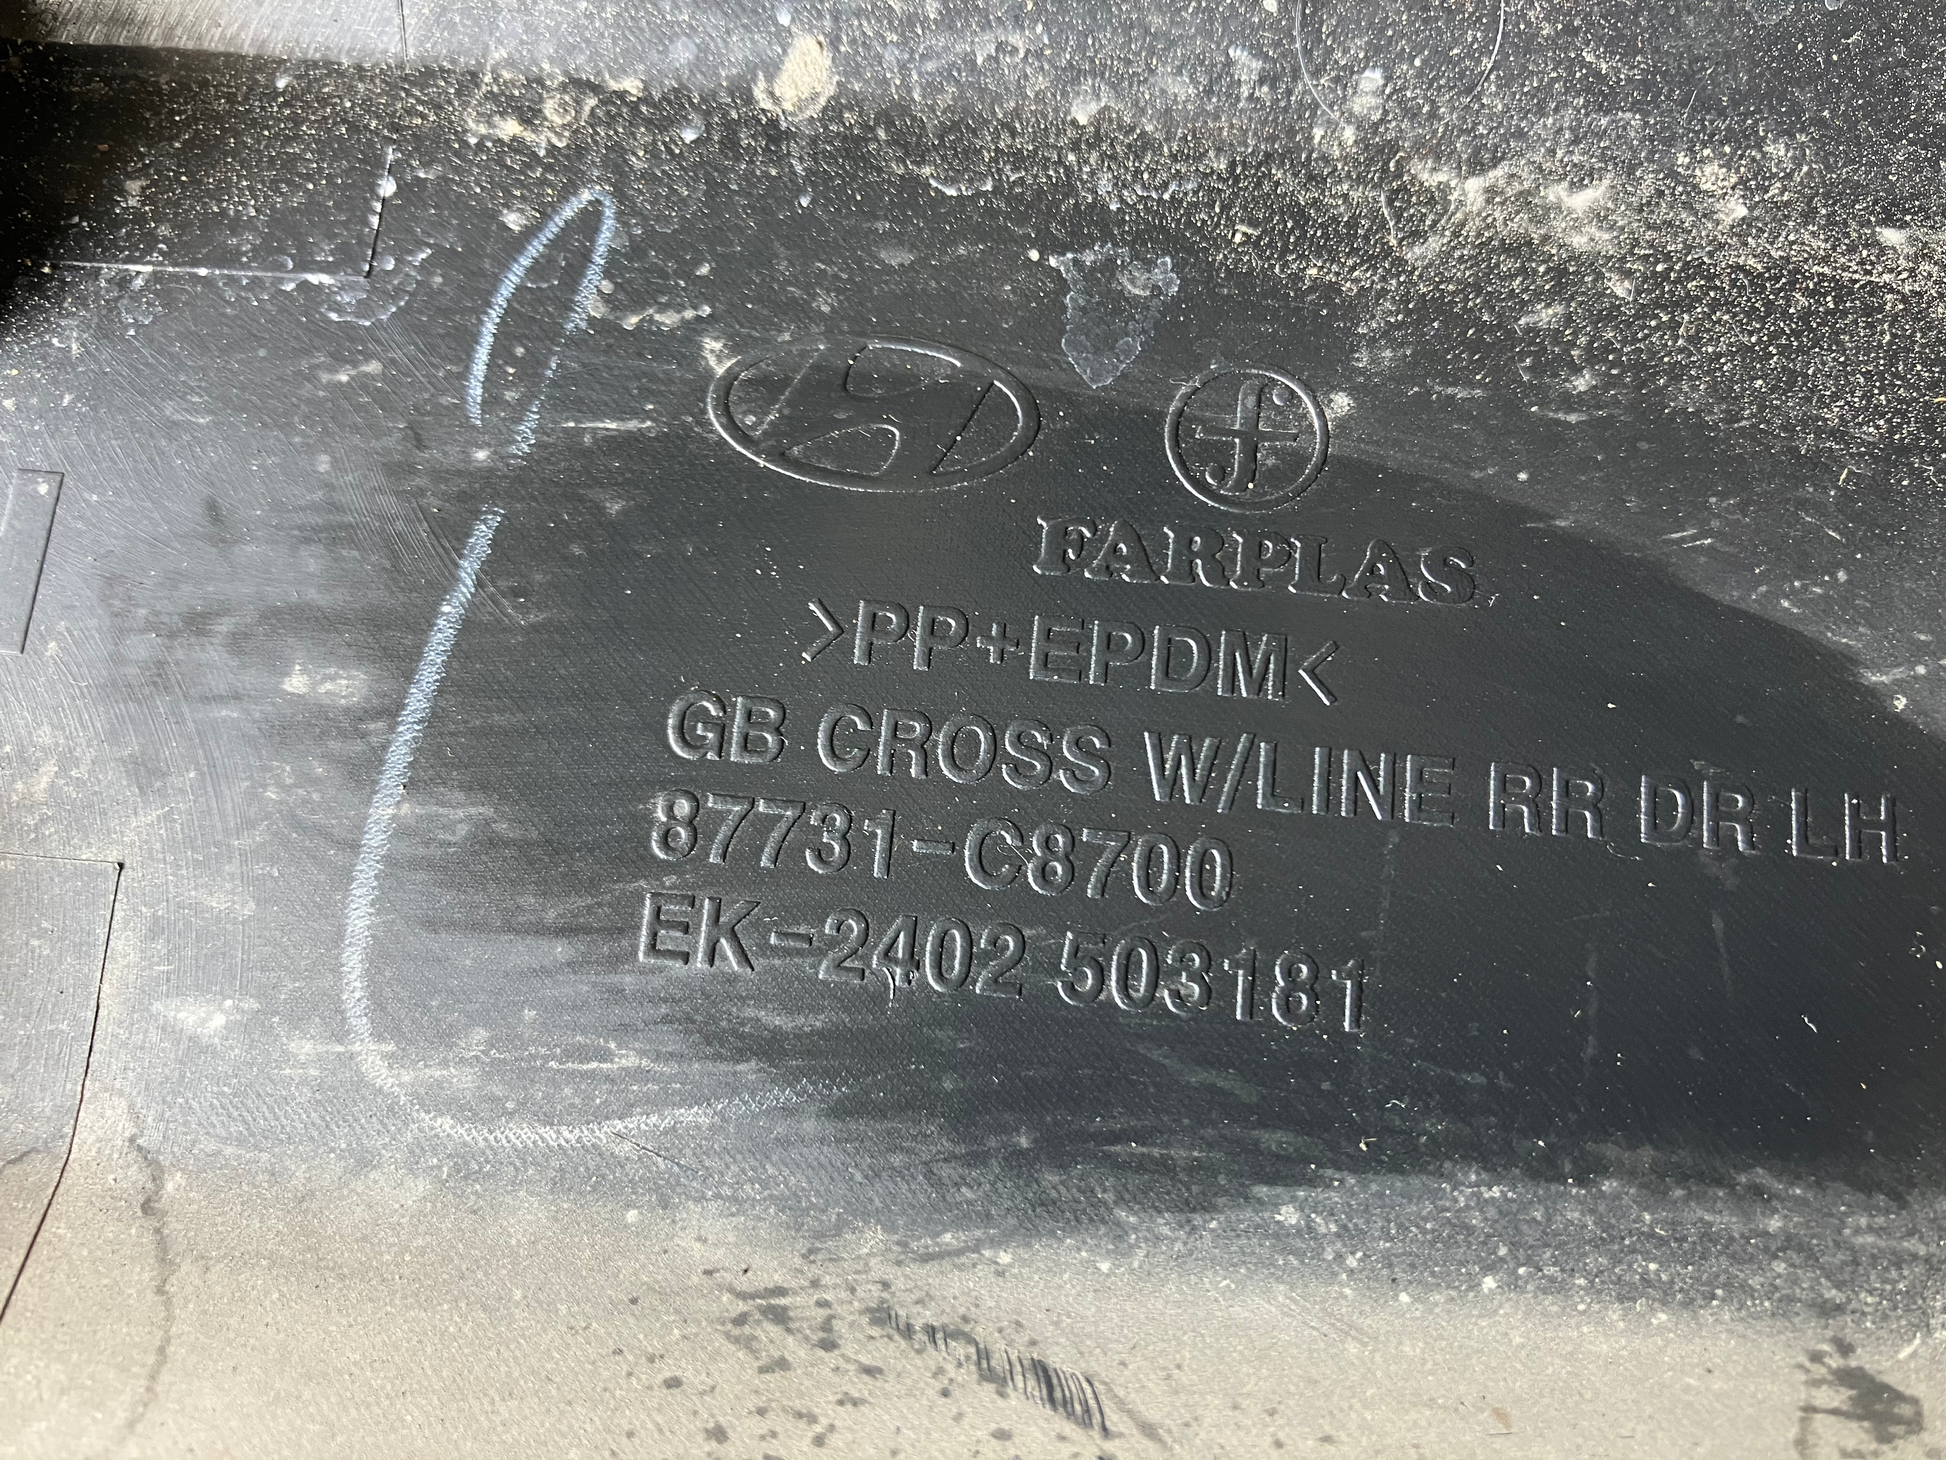 f
FARPLAS
>PP+EPDM<
GB CROSS W/LINE RR DR LH
87731-C8700
EK-2402 503181